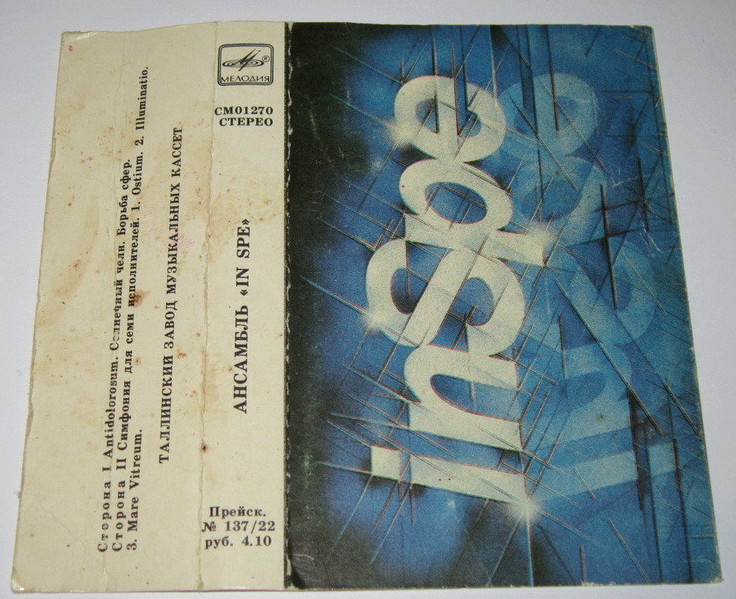 Сторона I Antidolorosum. Солнечный челн. Борьба сфер.
Сторона II Симфония для семи исполнителей. 1. Ostium. 2. Illuminatio.
3. Mare Vitreum.
ТАЛЛИНСКИЙ ЗАВОД МУЗЫКАЛЬНЫХ КАССЕТ
МЕЛОДИЯ
СМ01270
СТЕРЕО
АНСАМБЛЬ «IN SPE»
Прейск.
№ 137/22
руб. 4.10
in Spe
in Spe